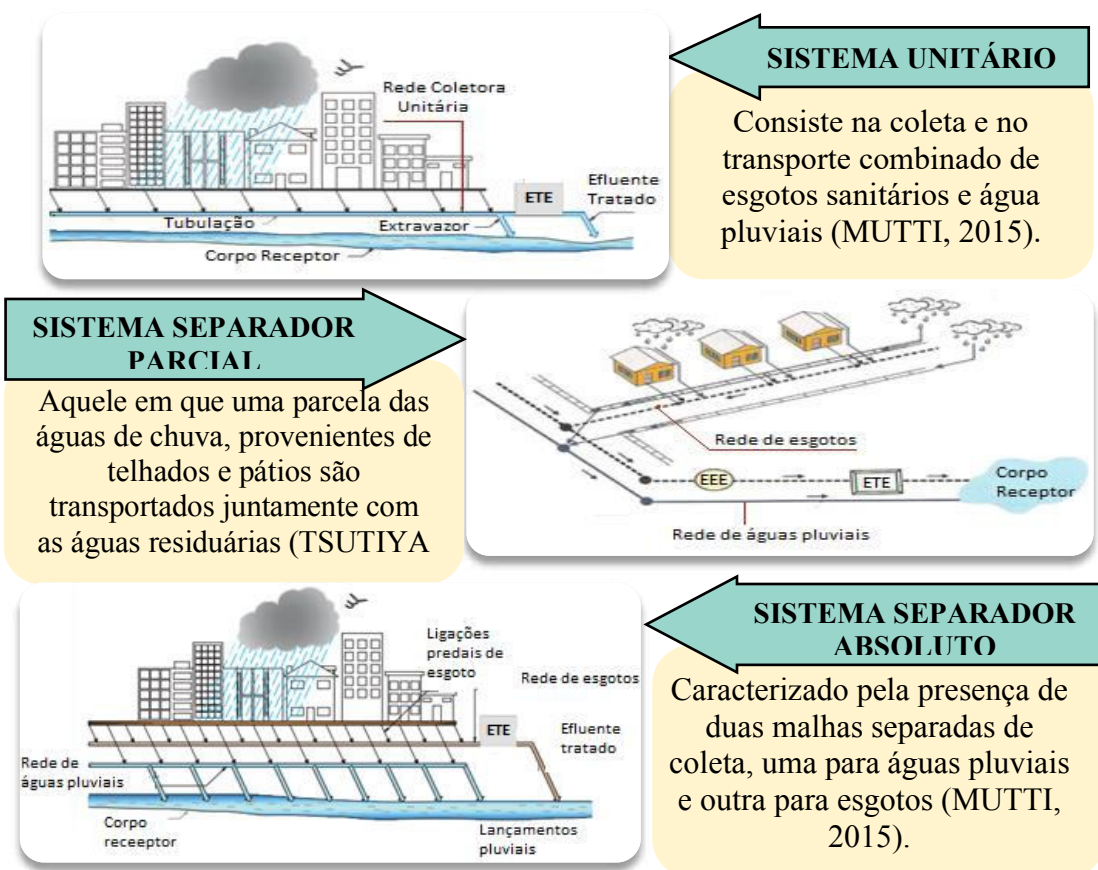 SISTEMA UNITÁRIO
Consiste na coleta e no
transporte combinado de
esgotos sanitários e água
pluviais (MUTTI, 2015).
Rede Coletora
Unitária
ETE
Efluente
Tratado
Tubulação
Extravazor
Corpo Receptor
SISTEMA SEPARADOR
PARCIAL
Aquele em que uma parcela das
águas de chuva, provenientes de
telhados e pátios são
transportados juntamente com
as águas residuárias (TSUTIYA
Rede de esgotos
EEE
ETE
Corpo
Receptor
Rede de águas pluviais
SISTEMA SEPARADOR
ABSOLUTO
Caracterizado pela presença de
duas malhas separadas de
coleta, uma para águas pluviais
e outra para esgotos (MUTTI,
2015).
Ligações
predais de
esgoto
Rede de esgotos
ETE
Efluente
tratado
Rede de
águas pluviais
Corpo
receeptor
Lançamentos
pluviais